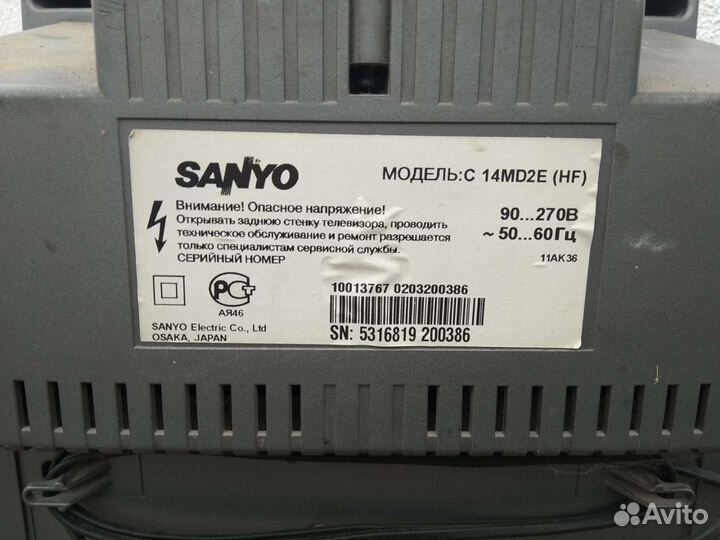 SANYO
МОДЕЛЬ:C 14MD2E (HF)
Внимание! Опасное напряжение!
Открывать заднюю стенку телевизора, проводить
техническое обслуживание и ремонт разрешается
только специалистам сервисной службы.
СЕРИЙНЫЙ НОМЕР
90...270В
~ 50...60Гц
11AK36
10013767 0203200386
РСТ
АЯ46
SANYO Electric Co., Ltd
OSAKA, JAPAN
SN: 5316819 200386
Avito